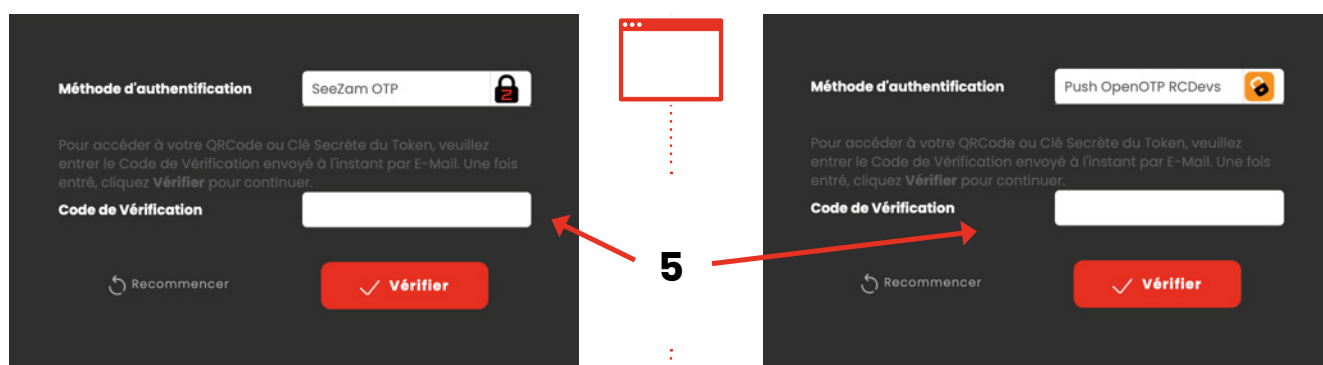 Méthode d'authentification
SeeZam OTP
Pour accéder à votre QRCode ou Clé Secrète du Token, veuillez
entrer le Code de Vérification envoyé à l'instant par E-Mail. Une fois
entré, cliquez Vérifier pour continuer.
Code de Vérification
Recommencer
Vérifier
5
Méthode d'authentification
Push OpenOTP RCDevs
Pour accéder à votre QRCode ou Clé Secrète du Token, veuillez
entrer le Code de Vérification envoyé à l'instant par E-Mail. Une fois
entré, cliquez Vérifier pour continuer.
Code de Vérification
Recommencer
Vérifier